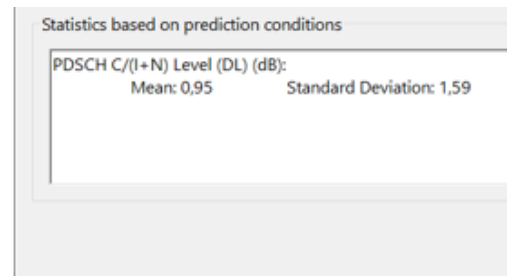 Statistics based on prediction conditions
PDSCH C/(I+N) Level (DL) (dB):
Mean: 0,95 Standard Deviation: 1,59